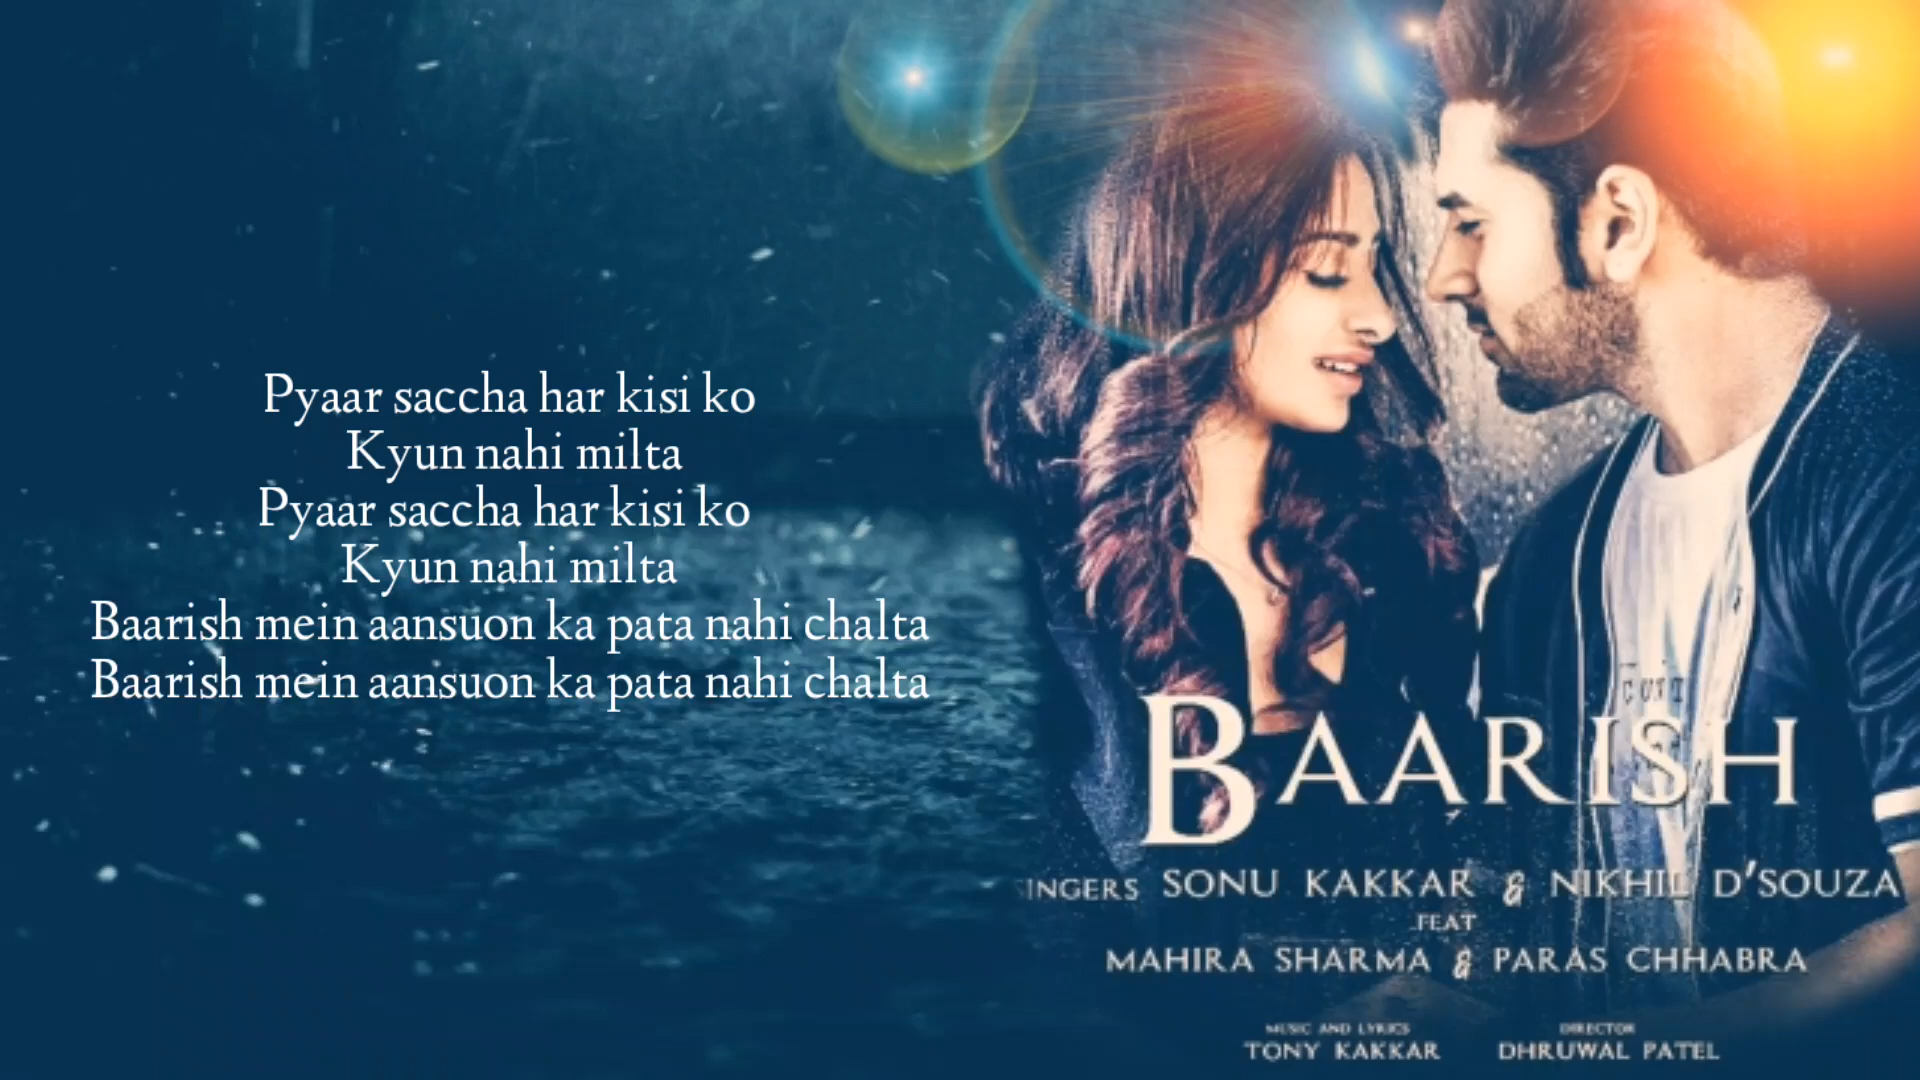 Pyaar saccha har kisi ko
Kyun nahi milta
Pyaar saccha har kisi ko
Kyun nahi milta
Baarish mein aansuon ka pata nahi chalta
Baarish mein aansuon ka pata nahi chalta
BAARISH
SINGERS SONU KAKKAR & NIKHIL D'SOUZA
FEAT
MAHIRA SHARMA & PARAS CHHABRA
MUSIC AND LYRICS DIRECTOR
TONY KAKKAR DHRUWAL PATEL